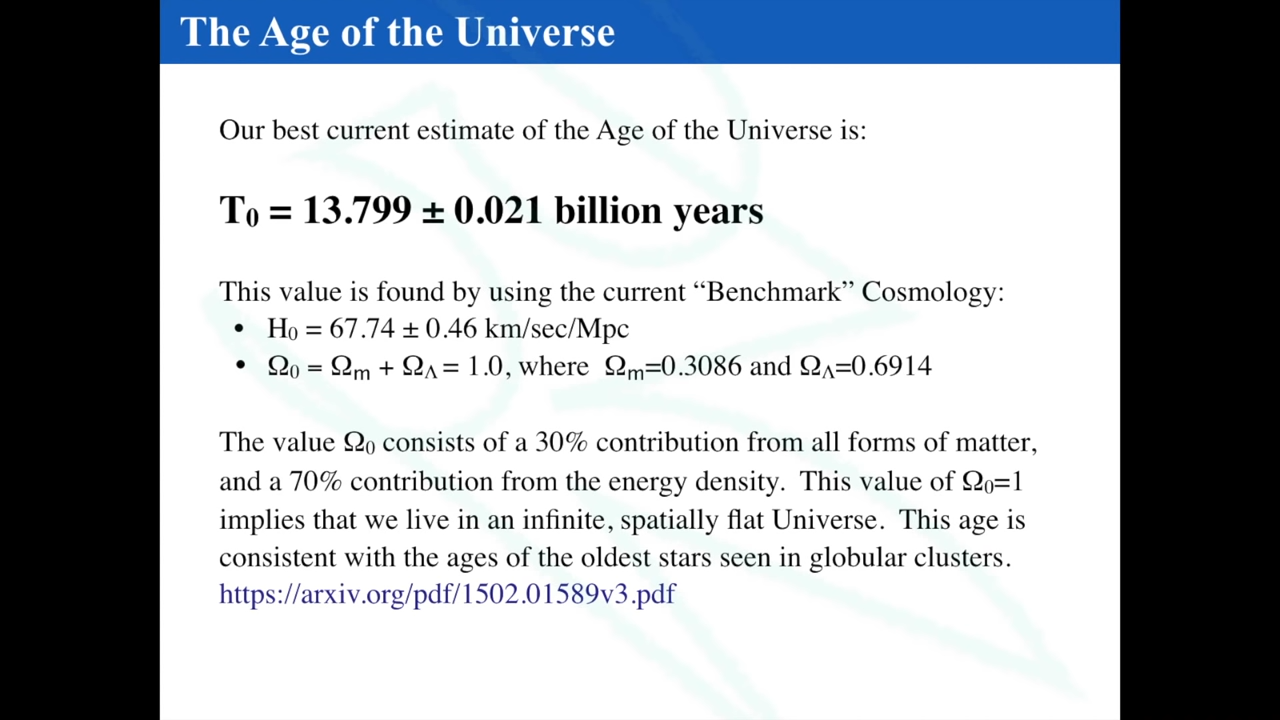 The Age of the Universe
Our best current estimate of the Age of the Universe is:
T₀ = 13.799 ± 0.021 billion years
This value is found by using the current “Benchmark” Cosmology:
• H₀ = 67.74 ± 0.46 km/sec/Mpc
• Ω₀ = Ωm + ΩΛ = 1.0, where Ωm=0.3086 and ΩΛ=0.6914
The value Ω₀ consists of a 30% contribution from all forms of matter,
and a 70% contribution from the energy density. This value of Ω₀=1
implies that we live in an infinite, spatially flat Universe. This age is
consistent with the ages of the oldest stars seen in globular clusters.
https://arxiv.org/pdf/1502.01589v3.pdf